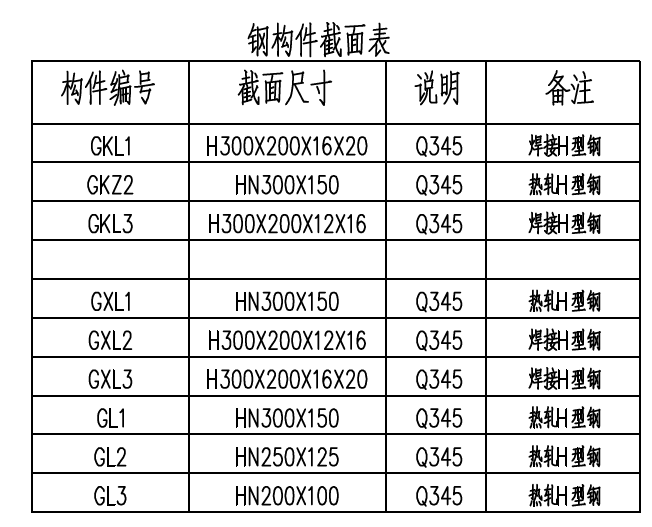 钢构件截面表
构件编号 截面尺寸 说明 备注
GKL1 H300X200X16X20 Q345 焊接H型钢
GKZ2 HN300X150 Q345 热轧H型钢
GKL3 H300X200X12X16 Q345 焊接H型钢
GXL1 HN300X150 Q345 热轧H型钢
GXL2 H300X200X12X16 Q345 焊接H型钢
GXL3 H300X200X16X20 Q345 焊接H型钢
GL1 HN300X150 Q345 热轧H型钢
GL2 HN250X125 Q345 热轧H型钢
GL3 HN200X100 Q345 热轧H型钢